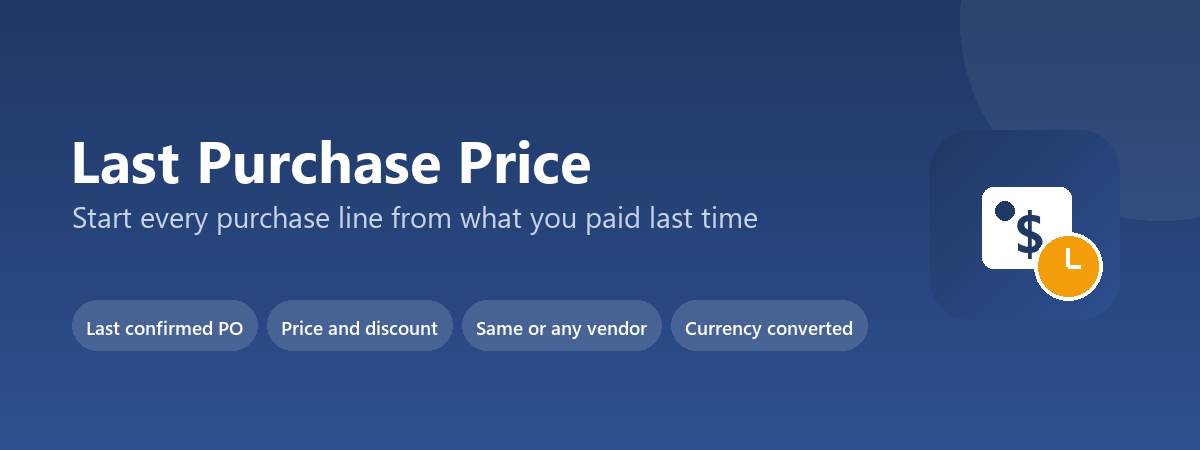 Last Purchase Price
Start every purchase line from what you paid last time
Last confirmed PO
Price and discount
Same or any vendor
Currency converted
$